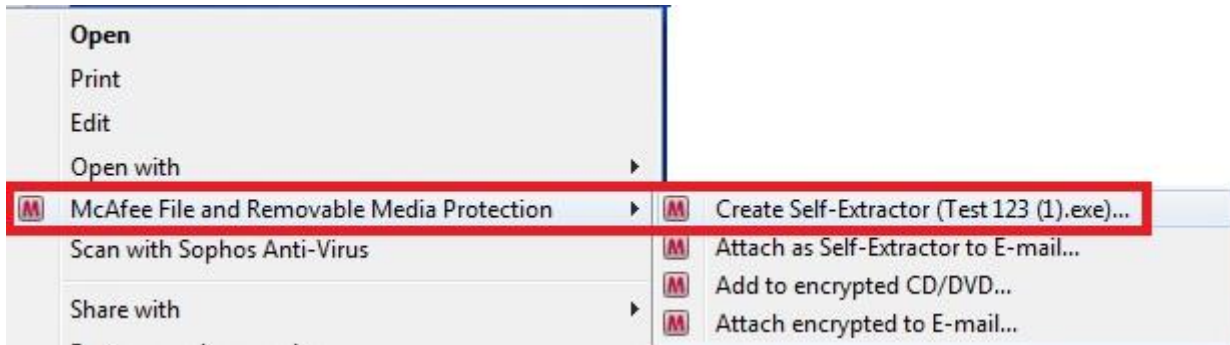 Open
Print
Edit
Open with
McAfee File and Removable Media Protection
Create Self-Extractor (Test 123 (1).exe)...
Scan with Sophos Anti-Virus
Attach as Self-Extractor to E-mail...
Add to encrypted CD/DVD...
Share with
Attach encrypted to E-mail...